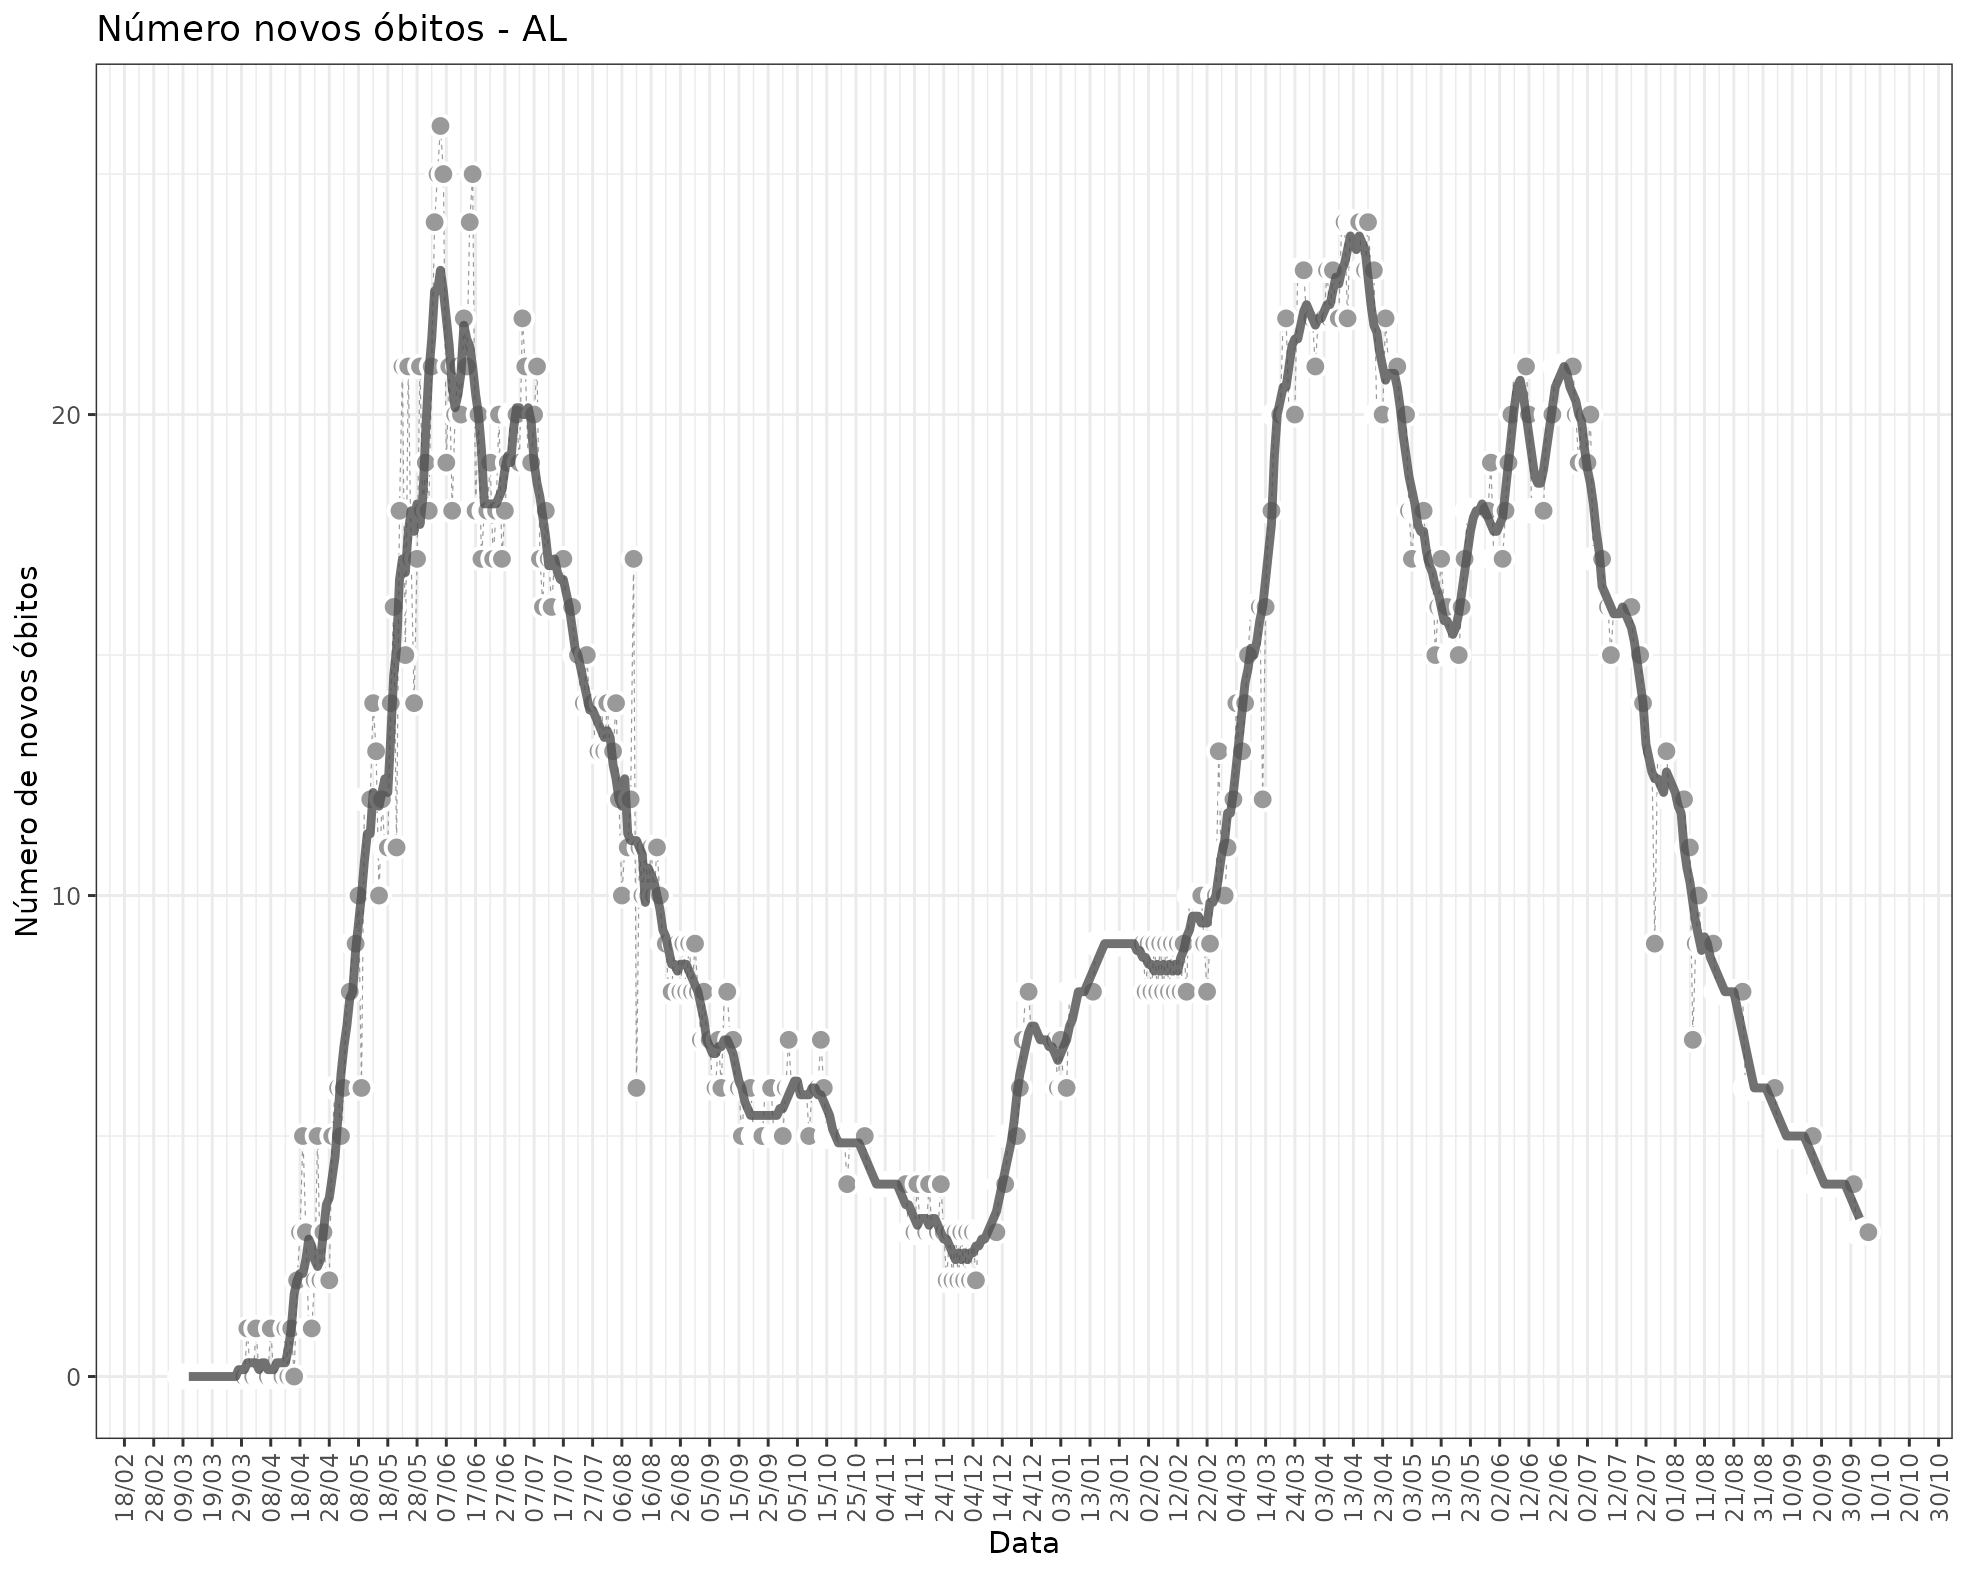 Número novos óbitos - AL
Número de novos óbitos
20
10
0
18/02 28/02 09/03 19/03 29/03 08/04 18/04 28/04 08/05 18/05 28/05 07/06 17/06 27/06 07/07 17/07 27/07 06/08 16/08 26/08 05/09 15/09 25/09 05/10 15/10 25/10 04/11 14/11 24/11 04/12 14/12 24/12 03/01 13/01 23/01 02/02 12/02 22/02 04/03 14/03 24/03 03/04 13/04 23/04 03/05 13/05 23/05 02/06 12/06 22/06 02/07 12/07 22/07 01/08 11/08 21/08 31/08 10/09 20/09 30/09 10/10 20/10 30/10
Data